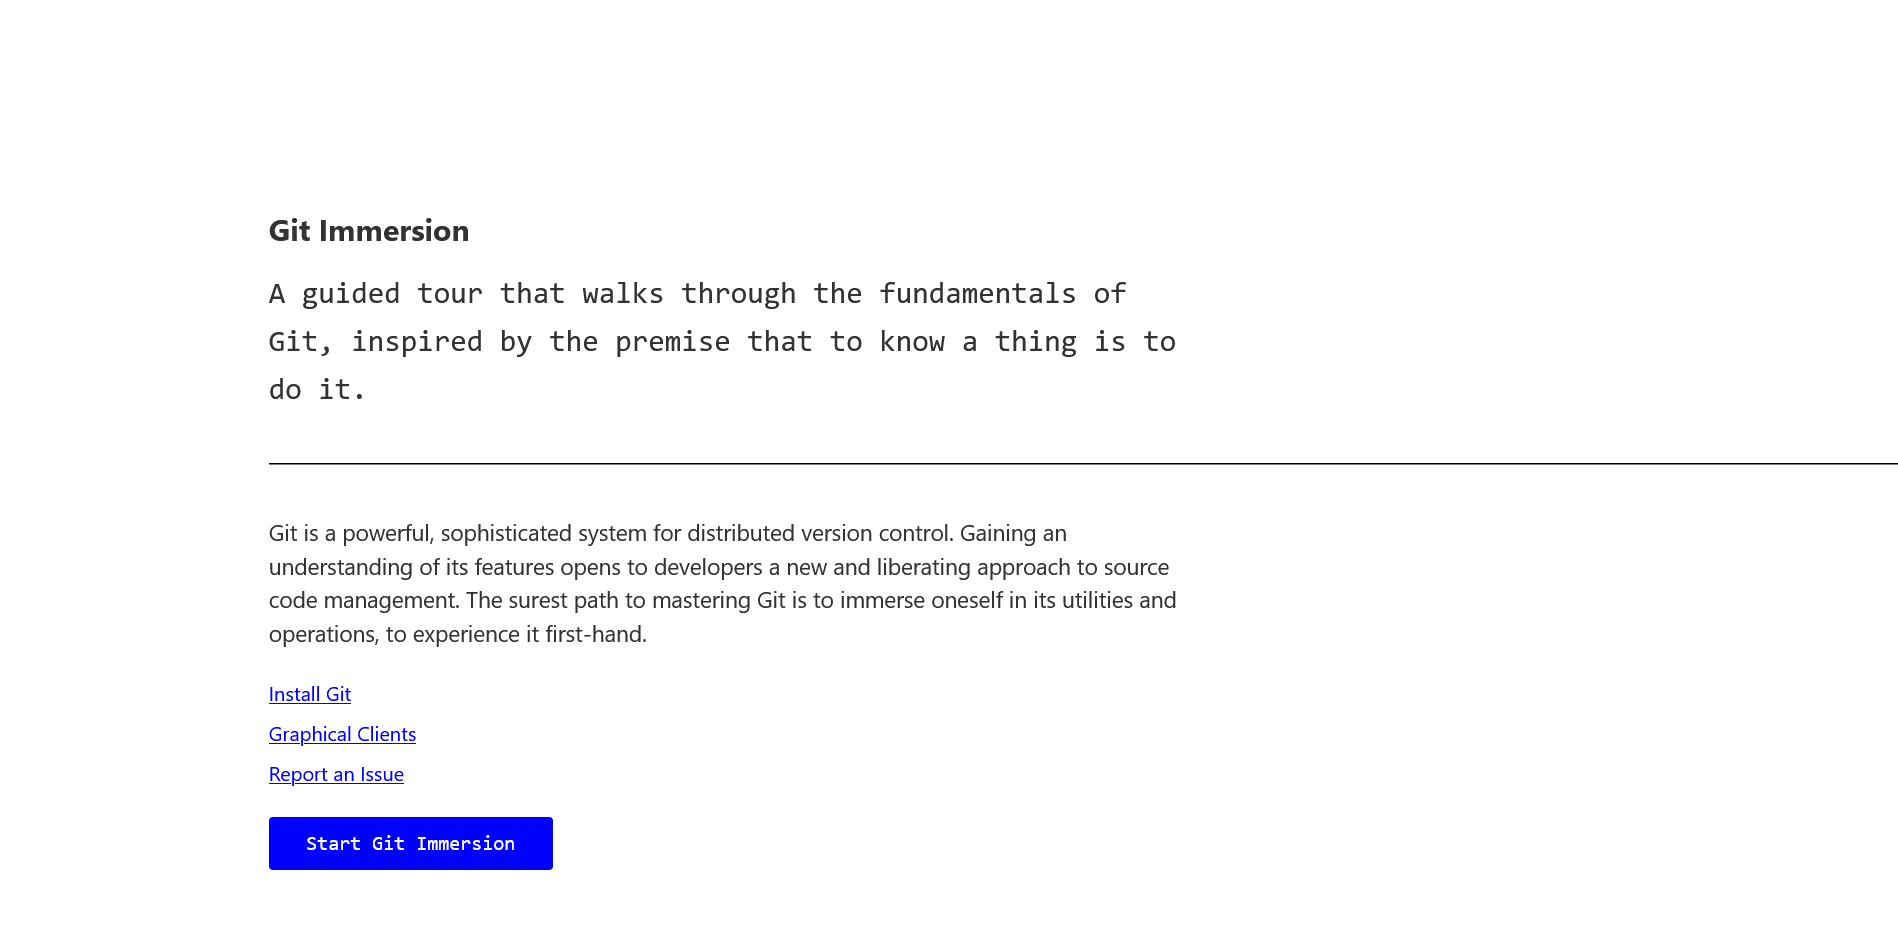 Git Immersion
A guided tour that walks through the fundamentals of
Git, inspired by the premise that to know a thing is to
do it.
Git is a powerful, sophisticated system for distributed version control. Gaining an
understanding of its features opens to developers a new and liberating approach to source
code management. The surest path to mastering Git is to immerse oneself in its utilities and
operations, to experience it first-hand.
Install Git
Graphical Clients
Report an Issue
Start Git Immersion